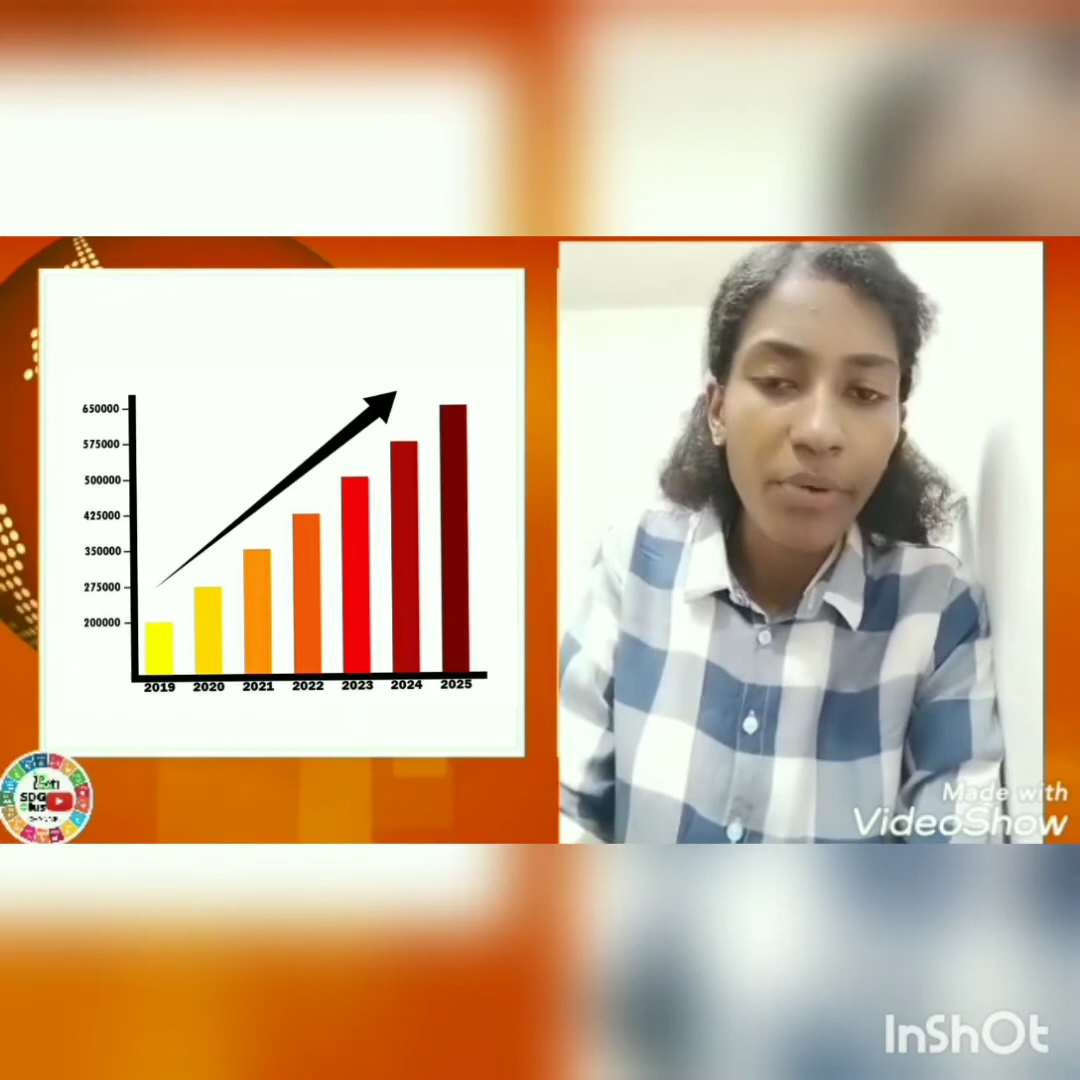 650000
575000
500000
425000
350000
275000
200000
2019 2020 2021 2022 2023 2024 2025
SDG
Made with
VideoShow
InShOt